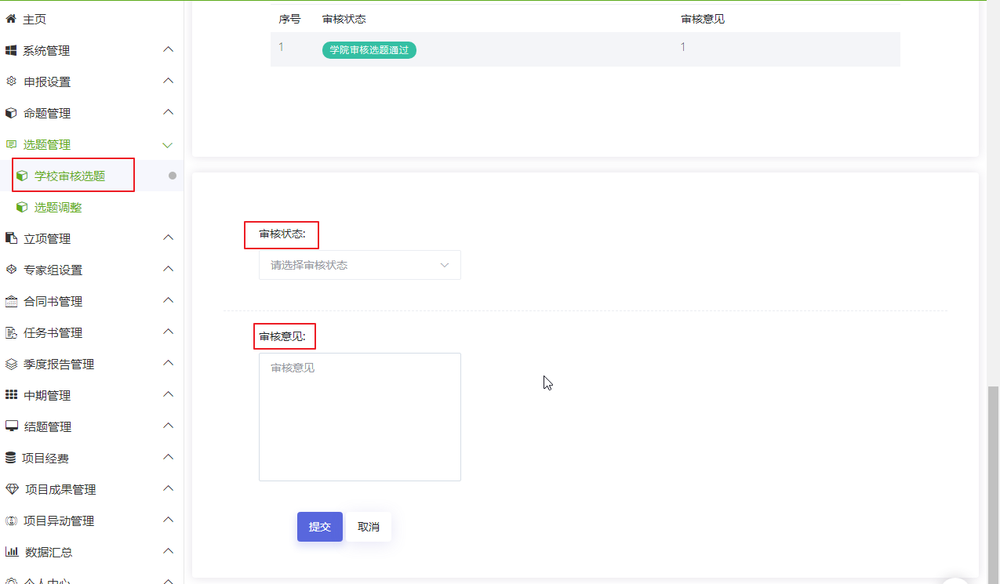 主页
系统管理
申报设置
命题管理
选题管理
学校审核选题
选题调整
立项管理
专家组设置
合同书管理
任务书管理
季度报告管理
中期管理
结题管理
项目经费
项目成果管理
项目异动管理
数据汇总
个人中心
序号 审核状态 审核意见
1 学院审核选题通过 1
审核状态:
请选择审核状态
审核意见:
审核意见
提交 取消